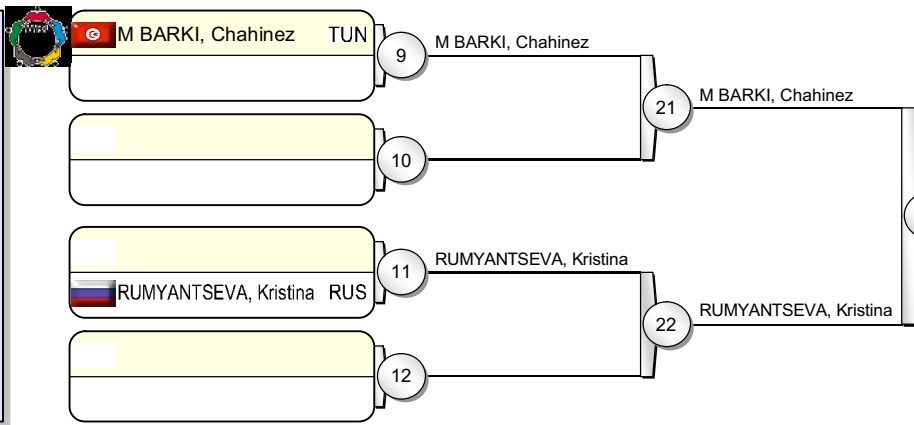 M BARKI, Chahinez TUN
9
M BARKI, Chahinez
21
M BARKI, Chahinez
10
11
RUMYANTSEVA, Kristina
RUMYANTSEVA, Kristina RUS
22
RUMYANTSEVA, Kristina
12